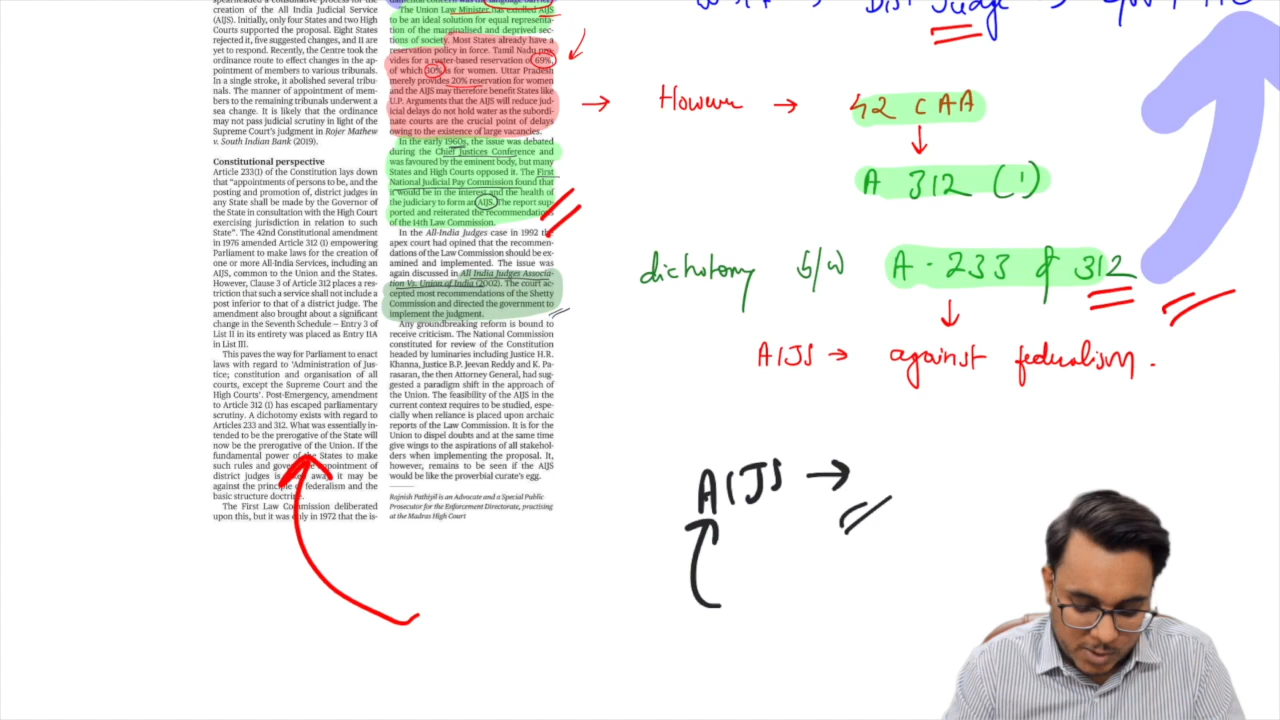 creation of the All India Judicial Service
(AIJS). Initially, only four States and two High
Courts supported the proposal. Eight States
rejected it, five suggested changes, and 11 are
yet to respond. Recently, the Centre took the
ordinance route to effect changes in the ap-
pointment of members to various tribunals.
In a single stroke, it abolished several tribu-
nals. The manner of appointment of mem-
bers to the remaining tribunals underwent a
sea change. It is likely that the ordinance
may not pass judicial scrutiny in light of the
Supreme Court's judgment in Rojer Mathew
v. South Indian Bank (2019).
Constitutional perspective
Article 233(1) of the Constitution lays down
that "appointments of persons to be, and the
posting and promotion of, district judges in
any State shall be made by the Governor of
the State in consultation with the High Court
exercising jurisdiction in relation to such
State". The 42nd Constitutional amendment
in 1976 amended Article 312 (1) empowering
Parliament to make laws for the creation of
one or more All-India Services, including an
AIJS, common to the Union and the States.
However, Clause 3 of Article 312 places a res-
triction that such a service shall not include a
post inferior to that of a district judge. The
amendment also brought about a significant
change in the Seventh Schedule – Entry 3 of
List II in its entirety was placed as Entry 11A
in List III.
This paves the way for Parliament to enact
laws with regard to 'Administration of Jus-
tice; constitution and organisation of all
courts, except the Supreme Court and the
High Courts'. Post-Emergency, amendment
to Article 312 (1) has escaped parliamentary
scrutiny. A dichotomy exists with regard to
Articles 233 and 312. What was essentially in-
tended to be the prerogative of the State will
now be the prerogative of the Union. If the
fundamental power of the States to make
such rules and gove appointment of
district judges is away, it may be
against the principle of federalism and the
basic structure doctrine.
The First Law Commission deliberated
upon this, but it was only in 1972 that the is-
The Union Law Minister has extolled AIJS
to be an ideal solution for equal representa-
tion of the marginalised and deprived sec-
tions of society. Most States already have a
reservation policy in force. Tamil Nadu pro-
vides for a roster-based reservation of 69%,
of which 30% is for women. Uttar Pradesh
merely provides 20% reservation for women
and the AIJS may therefore benefit States like
U.P. Arguments that the AIJS will reduce jud-
icial delays do not hold water as the subordi-
nate courts are the crucial point of delays
owing to the existence of large vacancies.
In the early 1960s, the issue was debated
during the Chief Justices Conference and
was favoured by the eminent body, but many
States and High Courts opposed it. The First
National Judicial Pay Commission found that
it would be in the interest and the health of
the judiciary to form an AIJS. The report sup-
ported and reiterated the recommendations
of the 14th Law Commission.
In the All-India Judges case in 1992 the
apex court had opined that the recommen-
dations of the Law Commission should be ex-
amined and implemented. The issue was
again discussed in All India Judges Associa-
tion Vs. Union of India (2002). The court ac-
cepted most recommendations of the Shetty
Commission and directed the government to
implement the judgment.
Any groundbreaking reform is bound to
receive criticism. The National Commission
constituted for review of the Constitution
headed by luminaries including Justice H.R.
Khanna, Justice B.P. Jeevan Reddy and K. Pa-
rasaran, the then Attorney General, had sug-
gested a paradigm shift in the approach of
the Union. The feasibility of the AIJS in the
current context requires to be studied, espe-
cially when reliance is placed upon archaic
reports of the Law Commission. It is for the
Union to dispel doubts and at the same time
give wings to the aspirations of all stakehol-
ders when implementing the proposal. It,
however, remains to be seen if the AIJS
would be like the proverbial curate's egg.
Rajnish Pathiyil is an Advocate and a Special Public
Prosecutor for the Enforcement Directorate, practising
at the Madras High Court
Dist Judge →
→ However → 42 CAA
A 312 (1)
dichotomy b/w A - 233 & 312
AIJS → against federalism.
AIJS →